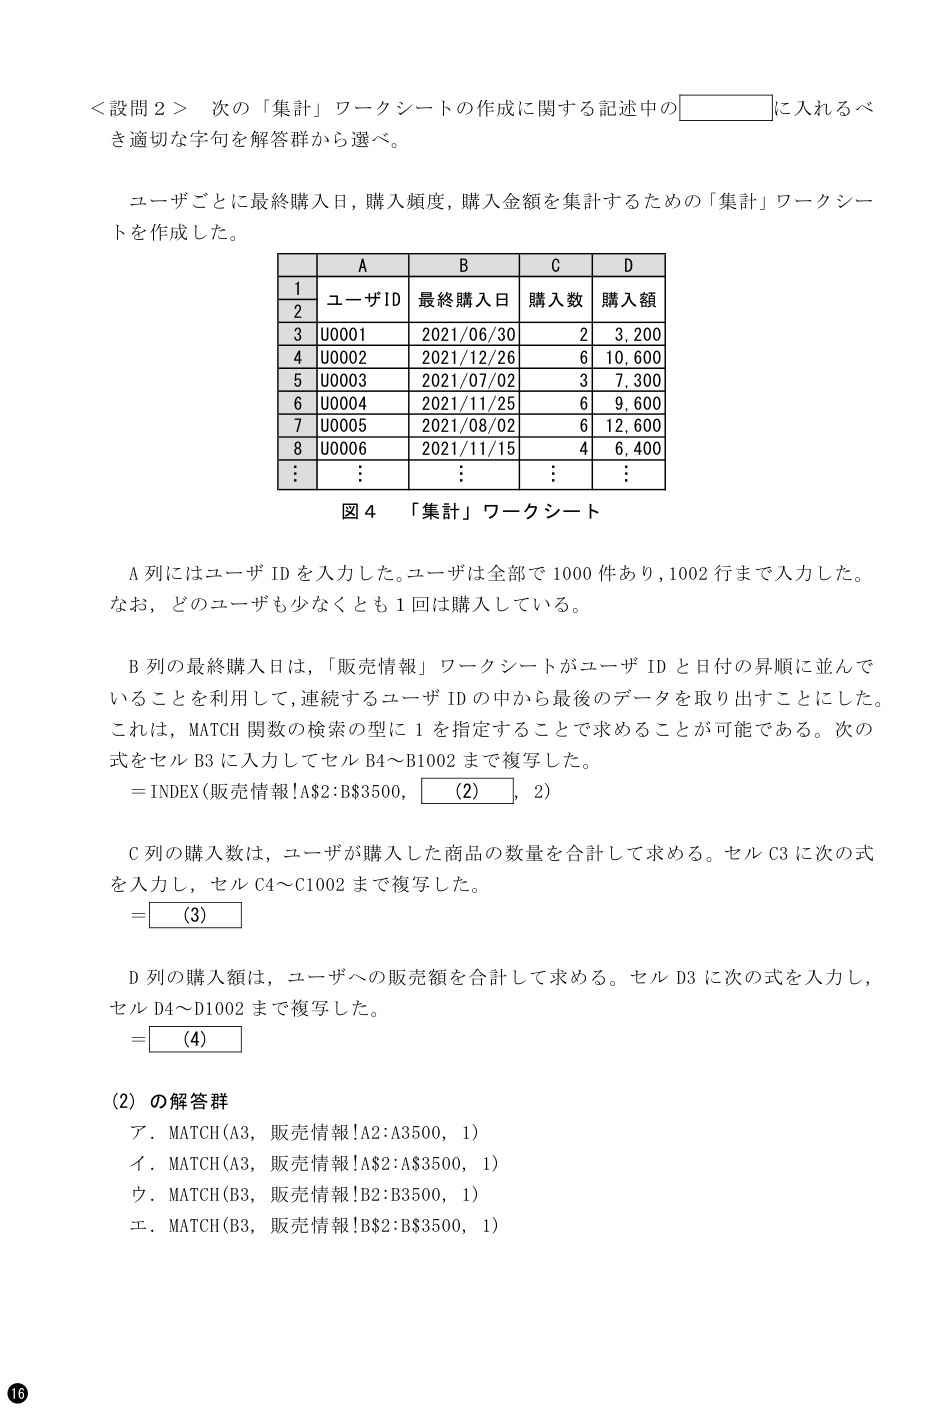 ＜設問２＞　次の「集計」ワークシートの作成に関する記述中の　　　　に入れるべ
き適切な字句を解答群から選べ。
ユーザごとに最終購入日，購入頻度，購入金額を集計するための「集計」ワークシー
トを作成した。
A B C D
1 ユーザID 最終購入日 購入数 購入額
2
3 U0001 2021/06/30 2 3,200
4 U0002 2021/12/26 6 10,600
5 U0003 2021/07/02 3 7,300
6 U0004 2021/11/25 6 9,600
7 U0005 2021/08/02 6 12,600
8 U0006 2021/11/15 4 6,400
⋮ ⋮ ⋮ ⋮ ⋮
図４　「集計」ワークシート
A 列にはユーザ ID を入力した。ユーザは全部で 1000 件あり，1002 行まで入力した。
なお，どのユーザも少なくとも１回は購入している。
B 列の最終購入日は，「販売情報」ワークシートがユーザ ID と日付の昇順に並んで
いることを利用して，連続するユーザ ID の中から最後のデータを取り出すことにした。
これは，MATCH 関数の検索の型に 1 を指定することで求めることが可能である。次の
式をセル B3 に入力してセル B4～B1002 まで複写した。
＝INDEX(販売情報!A$2:B$3500, (2) , 2)
C 列の購入数は，ユーザが購入した商品の数量を合計して求める。セル C3 に次の式
を入力し，セル C4～C1002 まで複写した。
＝ (3)
D 列の購入額は，ユーザへの販売額を合計して求める。セル D3 に次の式を入力し，
セル D4～D1002 まで複写した。
＝ (4)
(2) の解答群
ア．MATCH(A3, 販売情報!A2:A3500, 1)
イ．MATCH(A3, 販売情報!A$2:A$3500, 1)
ウ．MATCH(B3, 販売情報!B2:B3500, 1)
エ．MATCH(B3, 販売情報!B$2:B$3500, 1)
16